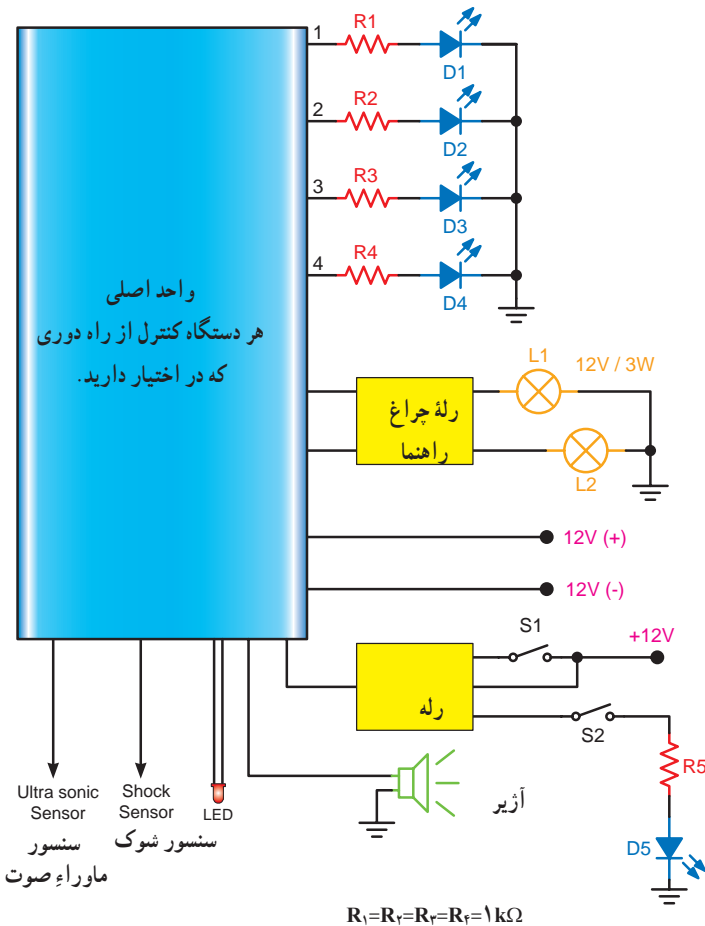 1
R1
D1
2
R2
D2
3
R3
D3
4
R4
D4
واحد اصلی
هر دستگاه کنترل از راه دوری
که در اختیار دارید.
L1
12V / 3W
رلهٔ چراغ
راهنما
L2
12V (+)
12V (-)
S1
+12V
رله
S2
R5
D5
آژیر
Ultra sonic
Sensor
سنسور
ماوراءِ صوت
Shock
Sensor
سنسور شوک
LED
R۱=R۲=R۳=R۴=۱kΩ